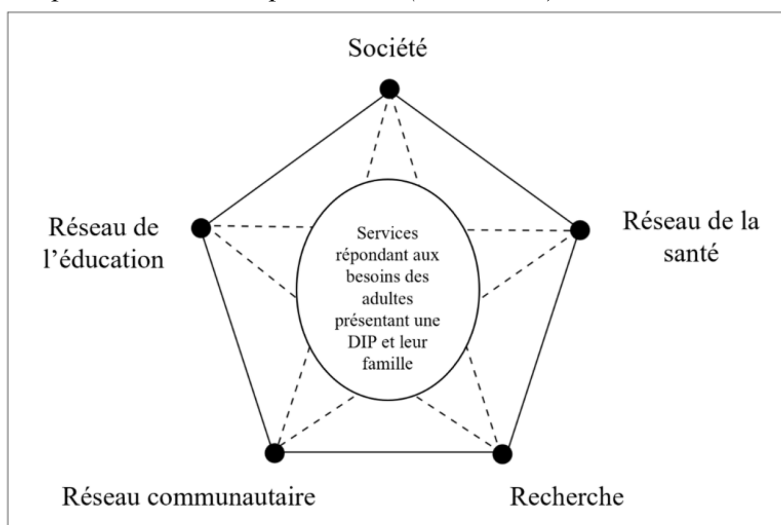 Société
Réseau de
l'éducation
Réseau de la
santé
Services
répondant aux
besoins des
adultes
présentant une
DIP et leur
famille
Réseau communautaire
Recherche